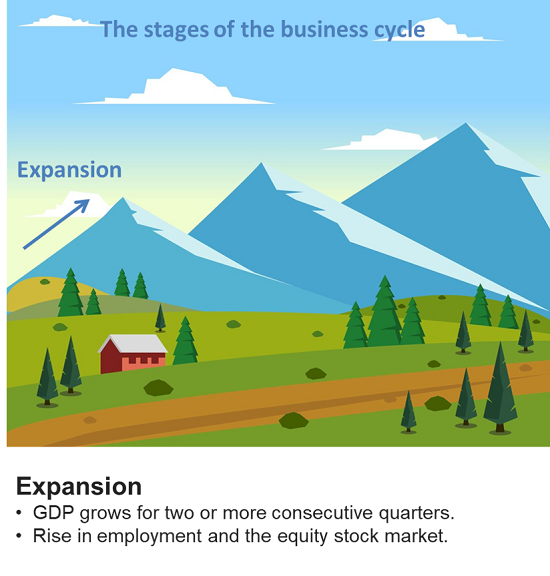 The stages of the business cycle
Expansion
Expansion
• GDP grows for two or more consecutive quarters.
• Rise in employment and the equity stock market.